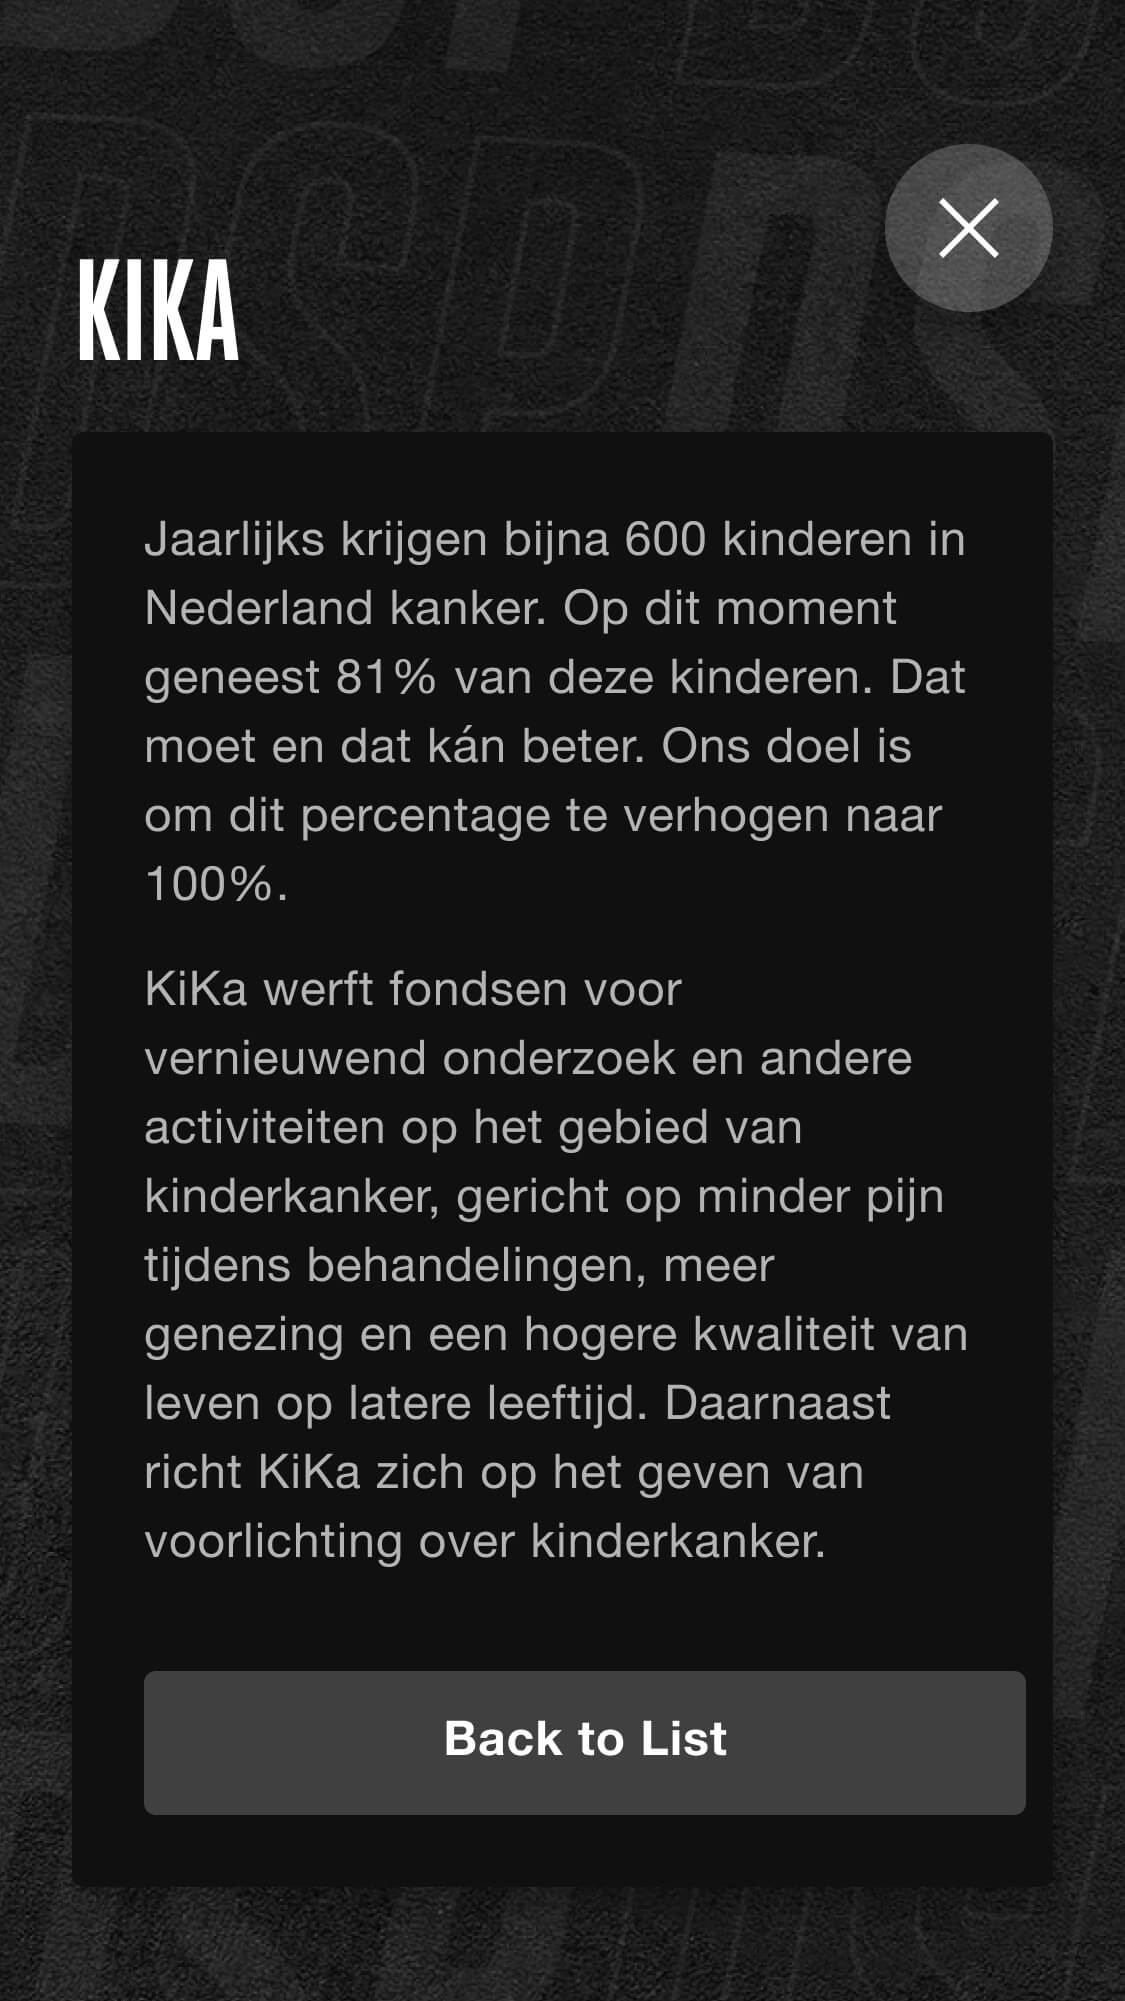 KIKA
Jaarlijks krijgen bijna 600 kinderen in
Nederland kanker. Op dit moment
geneest 81% van deze kinderen. Dat
moet en dat kán beter. Ons doel is
om dit percentage te verhogen naar
100%.
KiKa werft fondsen voor
vernieuwend onderzoek en andere
activiteiten op het gebied van
kinderkanker, gericht op minder pijn
tijdens behandelingen, meer
genezing en een hogere kwaliteit van
leven op latere leeftijd. Daarnaast
richt KiKa zich op het geven van
voorlichting over kinderkanker.
Back to List